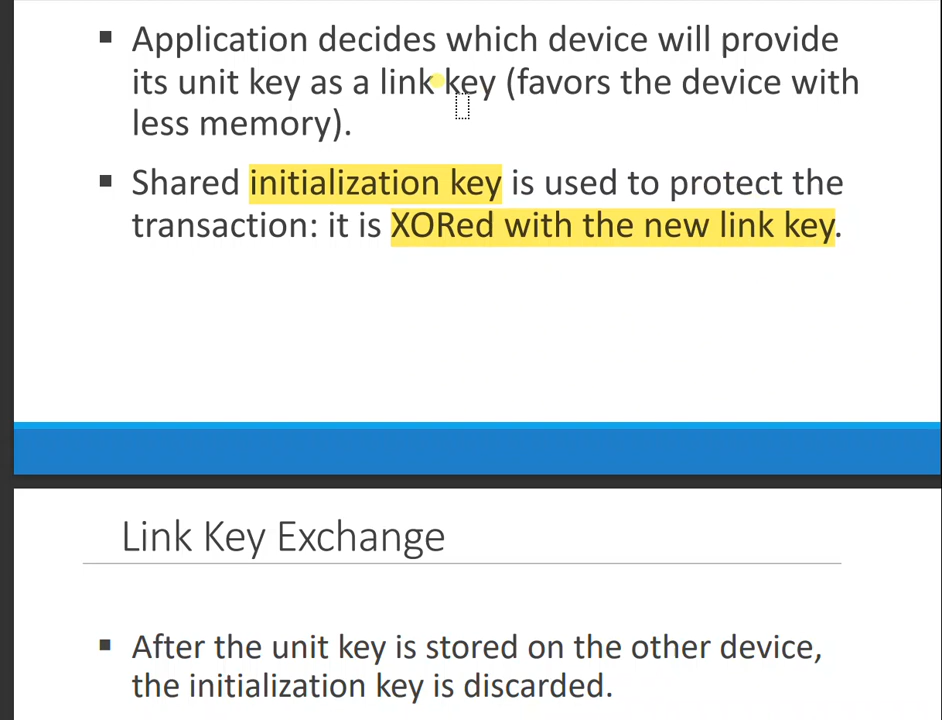 ▪ Application decides which device will provide
its unit key as a link key (favors the device with
less memory).
▪ Shared initialization key is used to protect the
transaction: it is XORed with the new link key.
Link Key Exchange
▪ After the unit key is stored on the other device,
the initialization key is discarded.